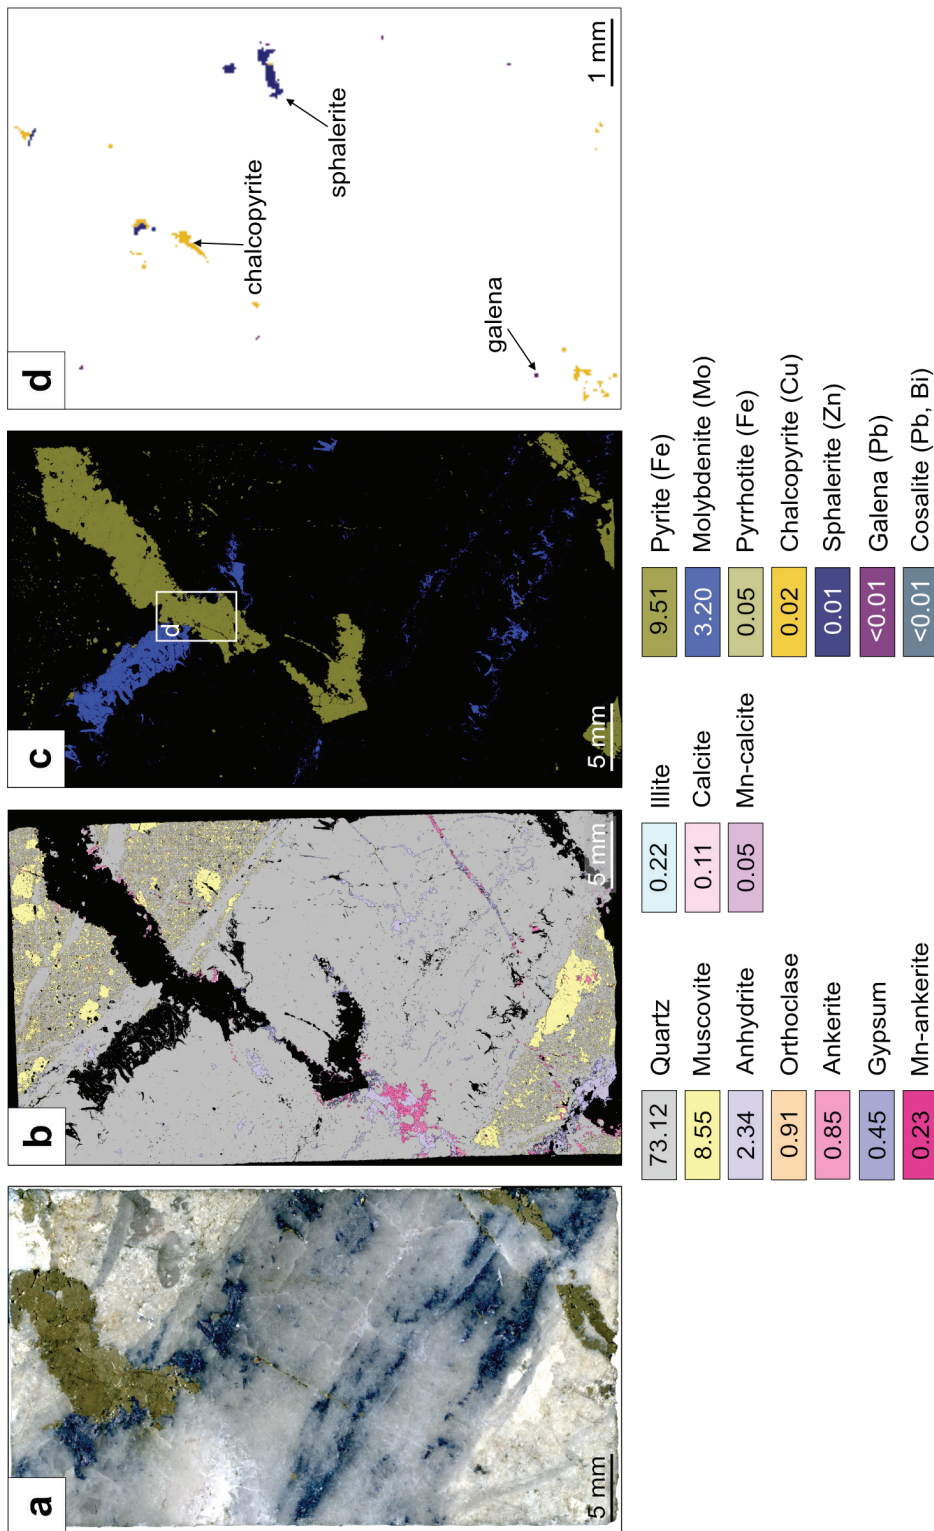 a
5 mm
b
5 mm
c
d
5 mm
d
chalcopyrite
sphalerite
galena
1 mm
73.12 Quartz
8.55 Muscovite
2.34 Anhydrite
0.91 Orthoclase
0.85 Ankerite
0.45 Gypsum
0.23 Mn-ankerite
0.22 Illite
0.11 Calcite
0.05 Mn-calcite
9.51 Pyrite (Fe)
3.20 Molybdenite (Mo)
0.05 Pyrrhotite (Fe)
0.02 Chalcopyrite (Cu)
0.01 Sphalerite (Zn)
<0.01 Galena (Pb)
<0.01 Cosalite (Pb, Bi)